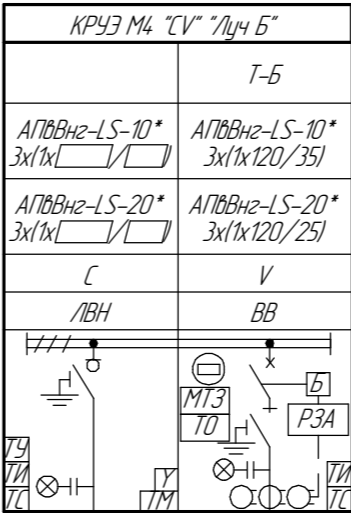 КРУЭ М4 "CV" "Луч Б"
Т-Б
АПвВнг-LS-10*
3х(1х /  )
АПвВнг-LS-10*
3х(1х120/35)
АПвВнг-LS-20*
3х(1х /  )
АПвВнг-LS-20*
3х(1х120/25)
C
V
ЛВН
ВВ
МТЗ
ТО
Б
РЗА
ТУ
ТИ
ТС
У
ТМ
ТИ
ТС